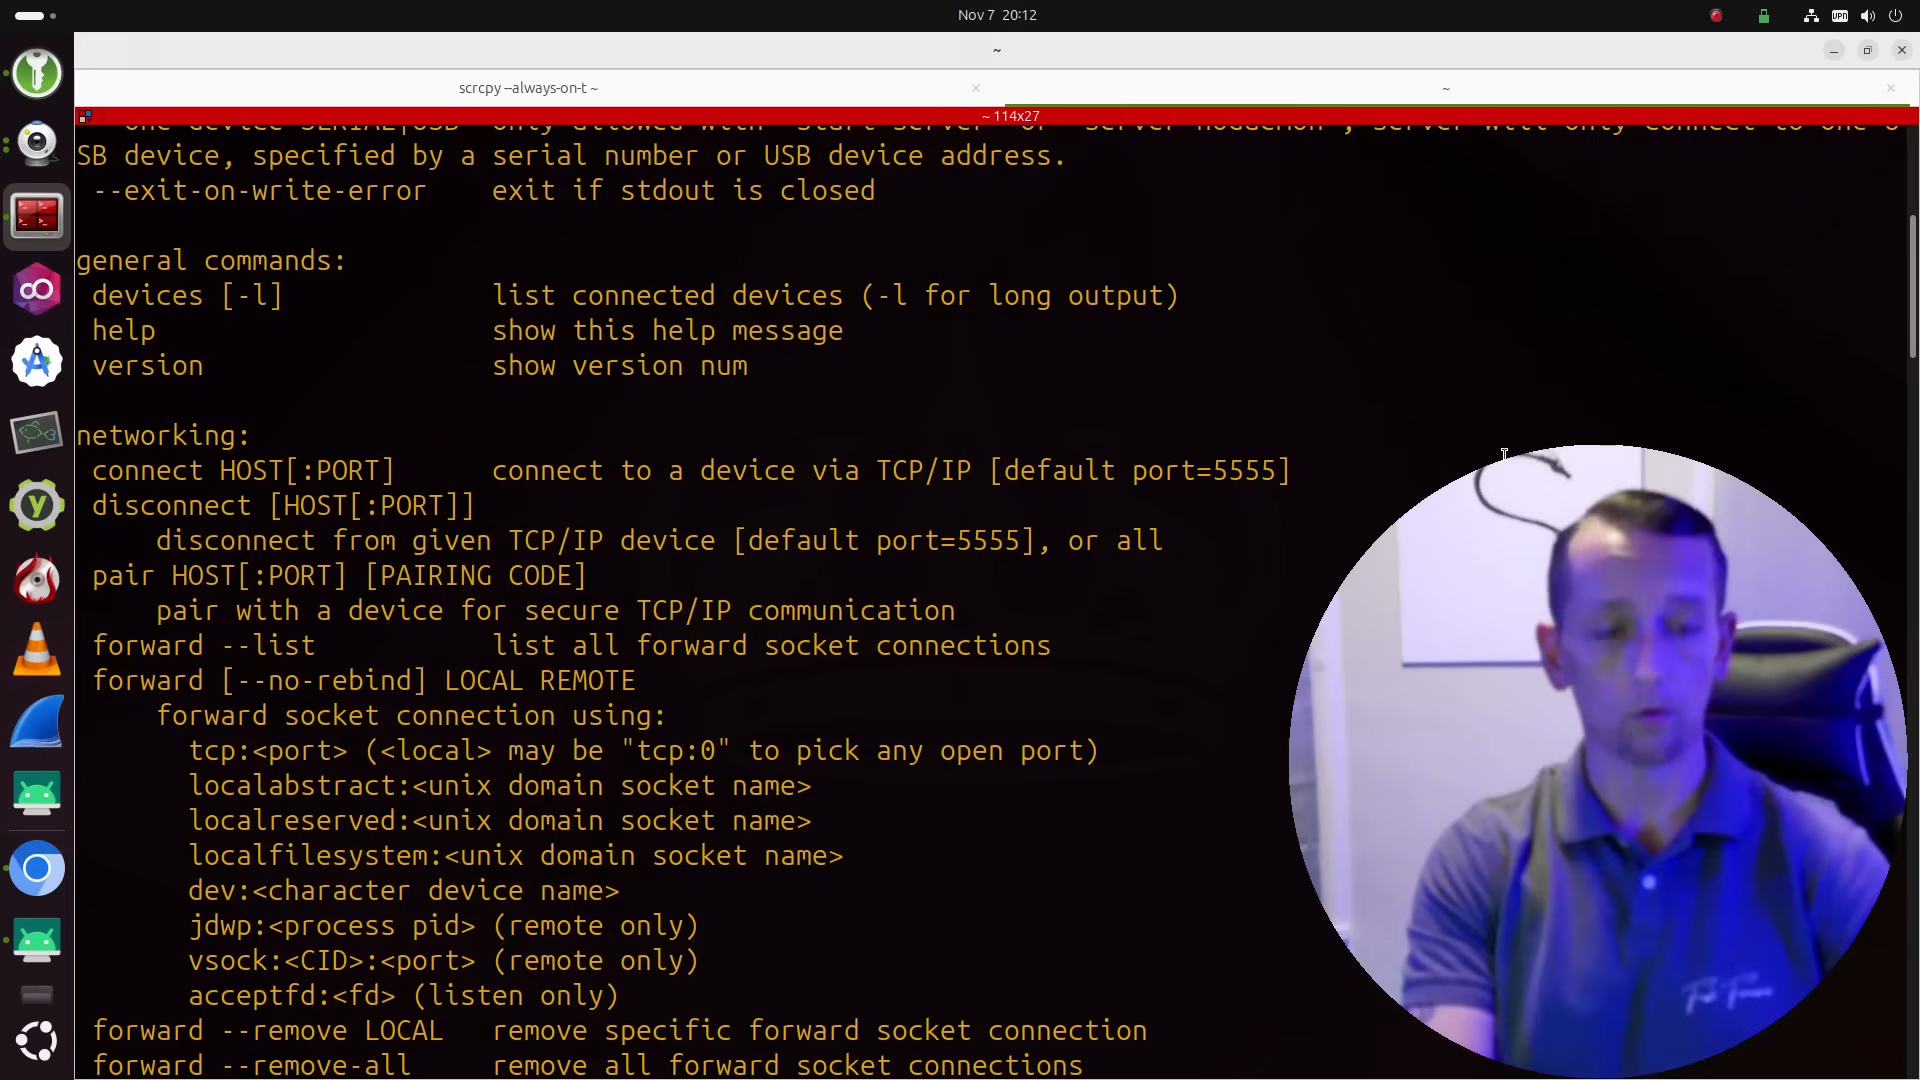 Nov 7 20:12
VPN
~
scrcpy --always-on-t ~
~
~ 114x27
SB device, specified by a serial number or USB device address.
--exit-on-write-error exit if stdout is closed
general commands:
devices [-l] list connected devices (-l for long output)
help show this help message
version show version num
networking:
connect HOST[:PORT] connect to a device via TCP/IP [default port=5555]
disconnect [HOST[:PORT]]
disconnect from given TCP/IP device [default port=5555], or all
pair HOST[:PORT] [PAIRING CODE]
pair with a device for secure TCP/IP communication
forward --list list all forward socket connections
forward [--no-rebind] LOCAL REMOTE
forward socket connection using:
tcp:<port> (<local> may be "tcp:0" to pick any open port)
localabstract:<unix domain socket name>
localreserved:<unix domain socket name>
localfilesystem:<unix domain socket name>
dev:<character device name>
jdwp:<process pid> (remote only)
vsock:<CID>:<port> (remote only)
acceptfd:<fd> (listen only)
forward --remove LOCAL remove specific forward socket connection
forward --remove-all remove all forward socket connections